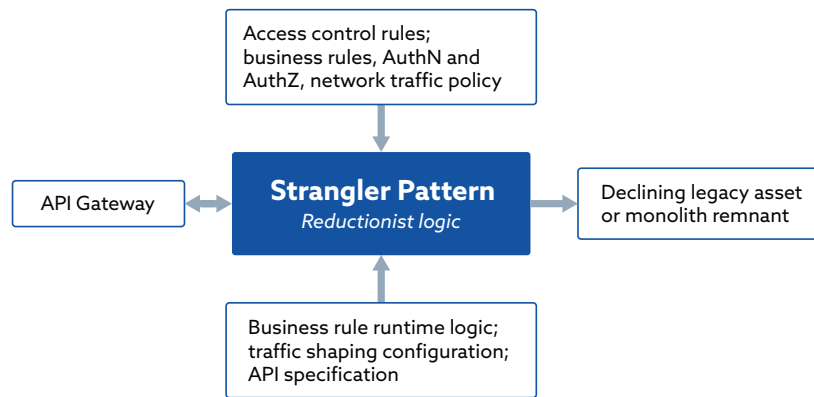 Access control rules;
business rules, AuthN and
AuthZ, network traffic policy
API Gateway
Strangler Pattern
Reductionist logic
Declining legacy asset
or monolith remnant
Business rule runtime logic;
traffic shaping configuration;
API specification